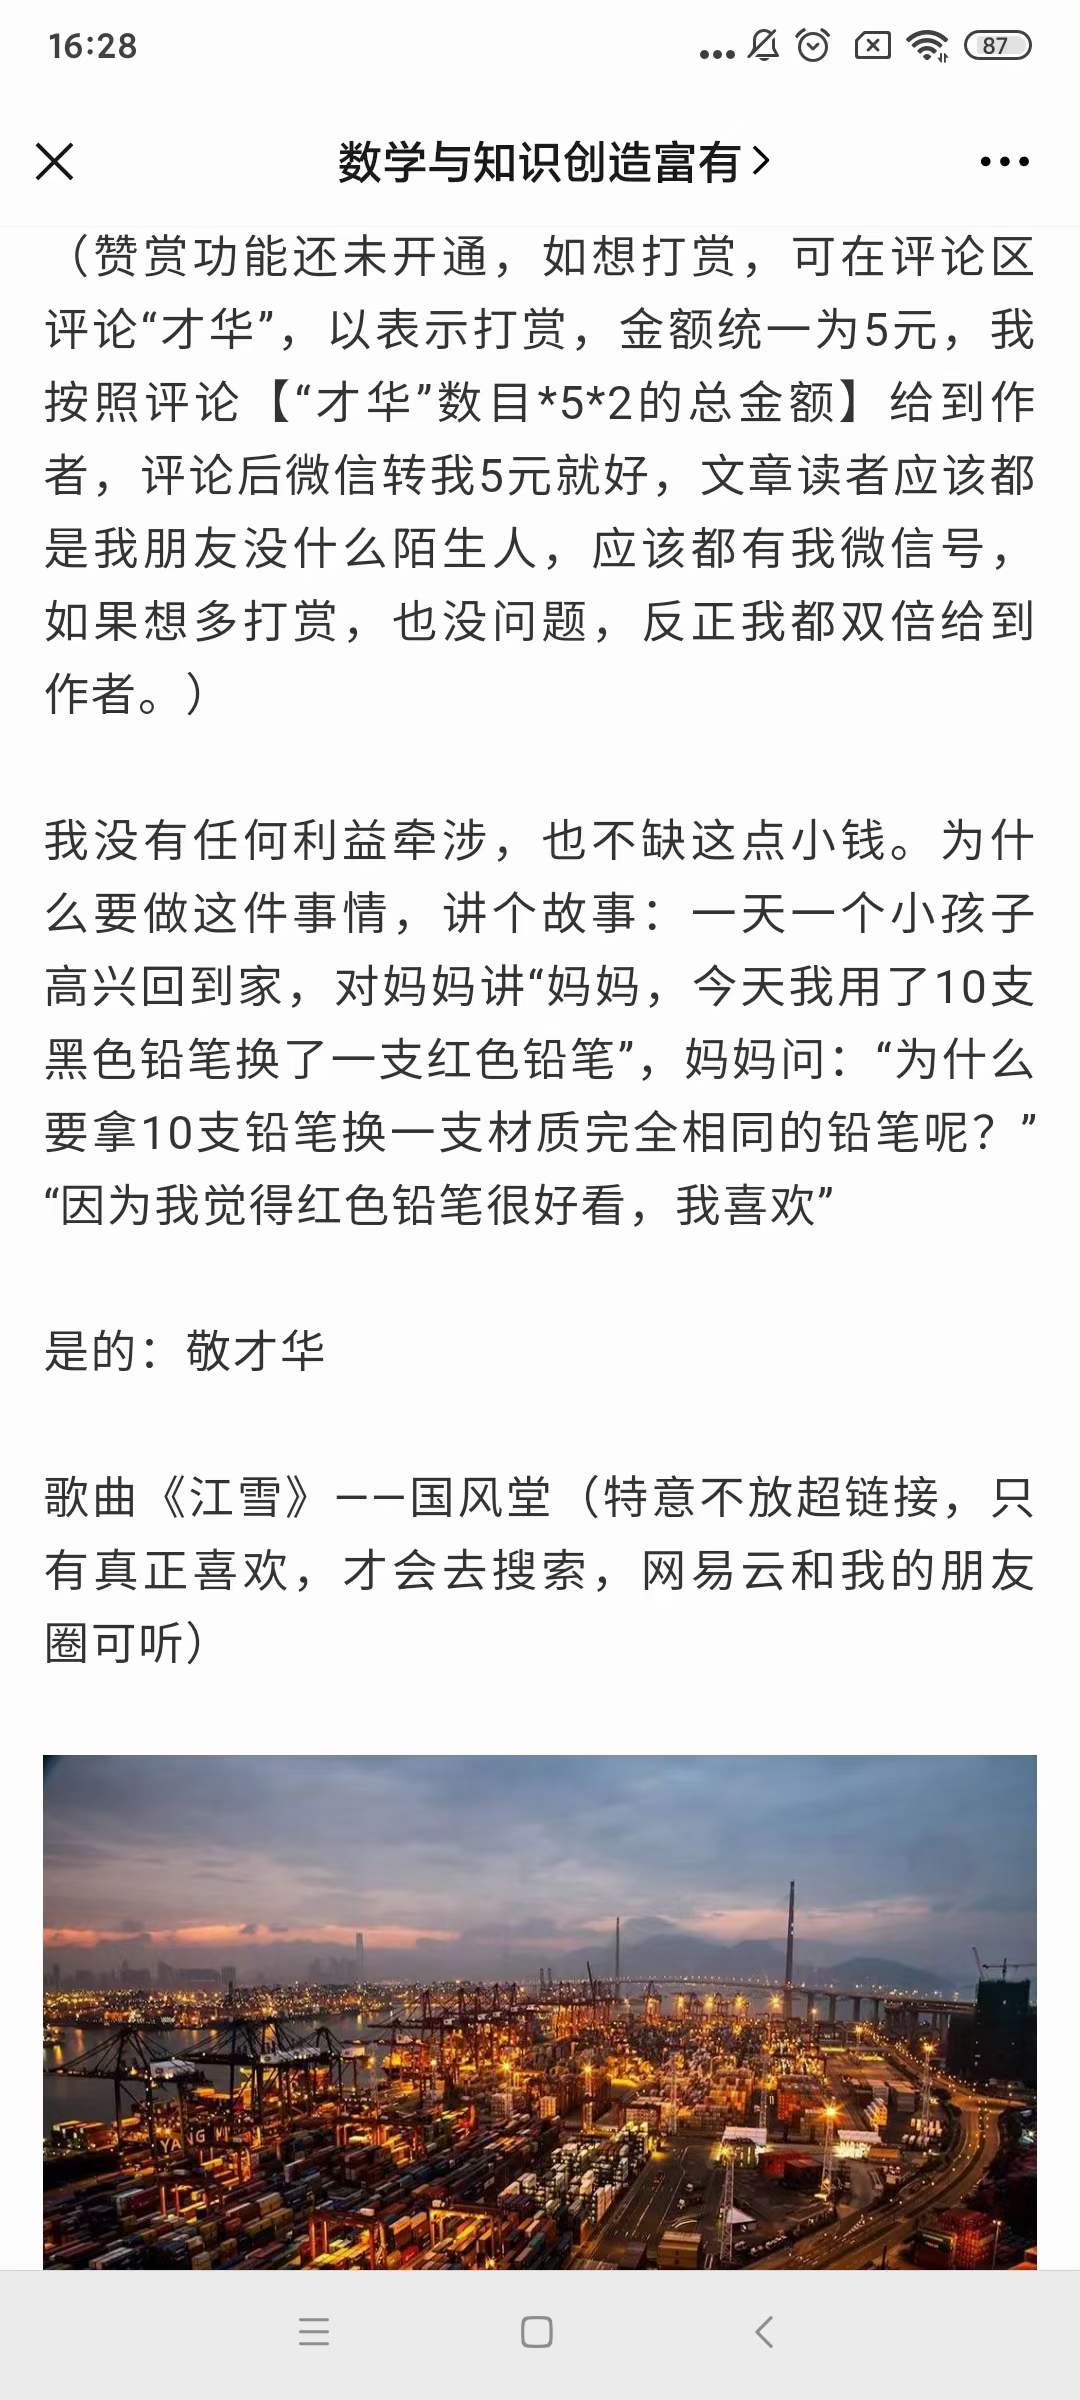 16:28
87
数学与知识创造富有
（赞赏功能还未开通，如想打赏，可在评论区
评论“才华”，以表示打赏，金额统一为5元，我
按照评论【“才华”数目*5*2的总金额】给到作
者，评论后微信转我5元就好，文章读者应该都
是我朋友没什么陌生人，应该都有我微信号，
如果想多打赏，也没问题，反正我都双倍给到
作者。）
我没有任何利益牵涉，也不缺这点小钱。为什
么要做这件事情，讲个故事：一天一个小孩子
高兴回到家，对妈妈讲“妈妈，今天我用了10支
黑色铅笔换了一支红色铅笔”，妈妈问：“为什么
要拿10支铅笔换一支材质完全相同的铅笔呢？”
“因为我觉得红色铅笔很好看，我喜欢”
是的：敬才华
歌曲《江雪》——国风堂（特意不放超链接，只
有真正喜欢，才会去搜索，网易云和我的朋友
圈可听）